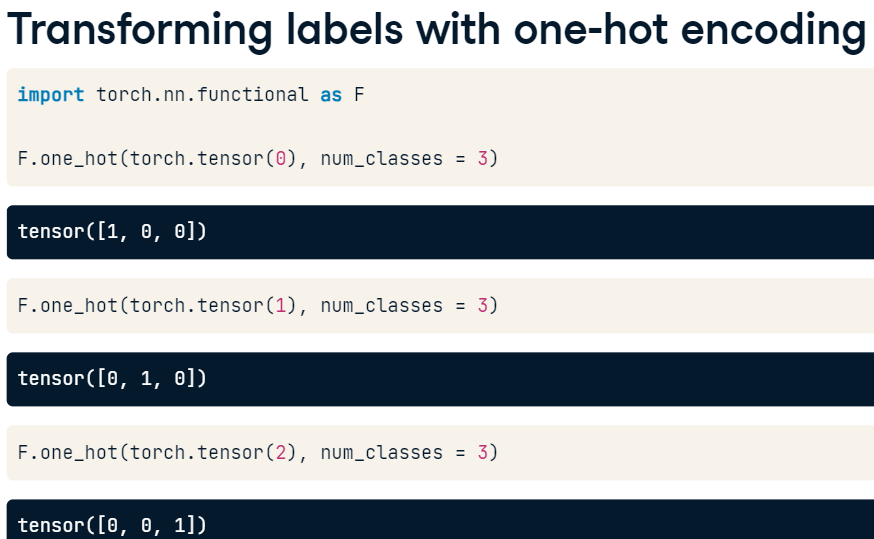 Transforming labels with one-hot encoding
import torch.nn.functional as F
F.one_hot(torch.tensor(0), num_classes = 3)
tensor([1, 0, 0])
F.one_hot(torch.tensor(1), num_classes = 3)
tensor([0, 1, 0])
F.one_hot(torch.tensor(2), num_classes = 3)
tensor([0, 0, 1])